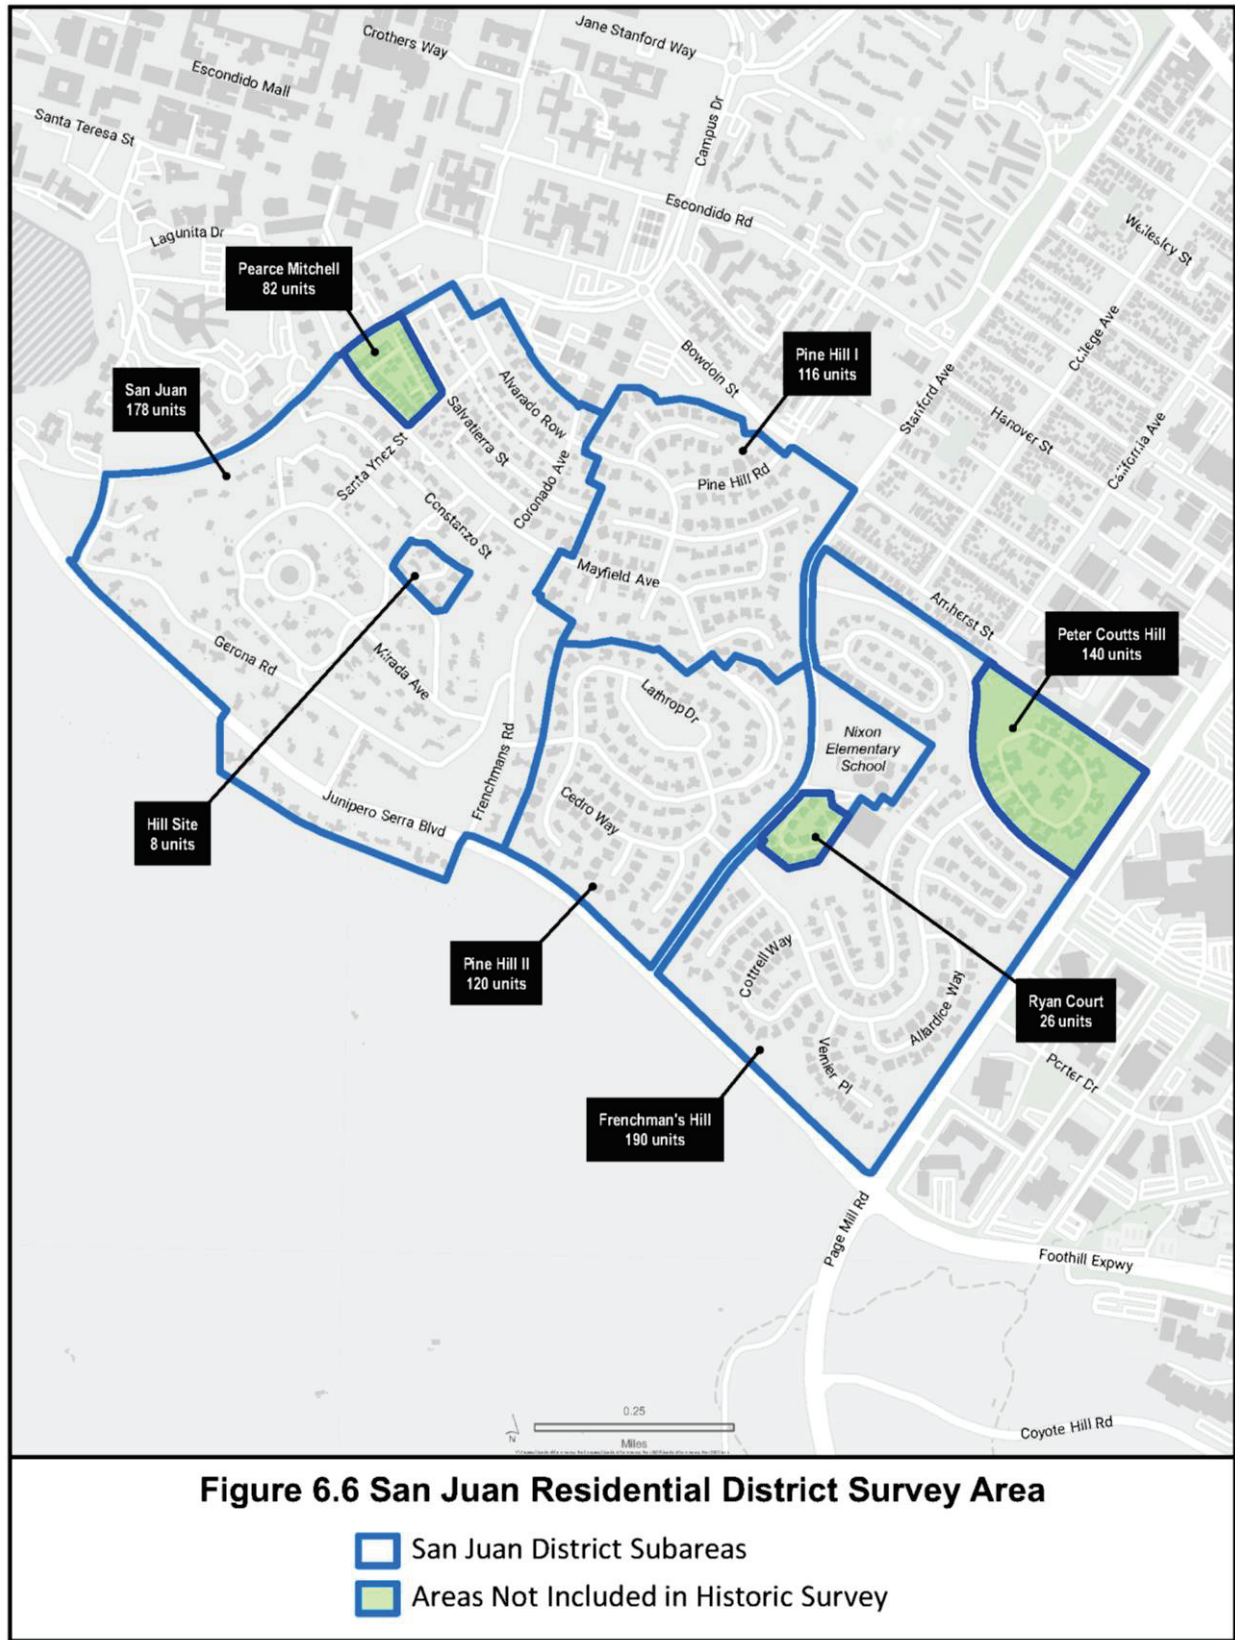 Crothers Way
Jane Stanford Way
Escondido Mall
Santa Teresa St
Campus Dr
Escondido Rd
Wellesley St
Lagunita Dr
Pearce Mitchell
82 units
College Ave
Bowdoin St
Pine Hill I
116 units
San Juan
178 units
Stanford Ave
Alvarado Row
Salvatierra St
Hanover St
California Ave
Santa Ynez St
Pine Hill Rd
Coronado Ave
Constanzo St
Mayfield Ave
Amherst St
Peter Coutts Hill
140 units
Gerona Rd
Mirada Ave
Lathrop Dr
Nixon
Elementary
School
Frenchmans Rd
Junipero Serra Blvd
Cedro Way
Hill Site
8 units
Pine Hill II
120 units
Cottrell Way
Allardice Way
Ryan Court
26 units
Vernier Pl
Porter Dr
Frenchman's Hill
190 units
Page Mill Rd
Foothill Expwy
Coyote Hill Rd
0.25
N
Miles
Figure 6.6 San Juan Residential District Survey Area
San Juan District Subareas
Areas Not Included in Historic Survey